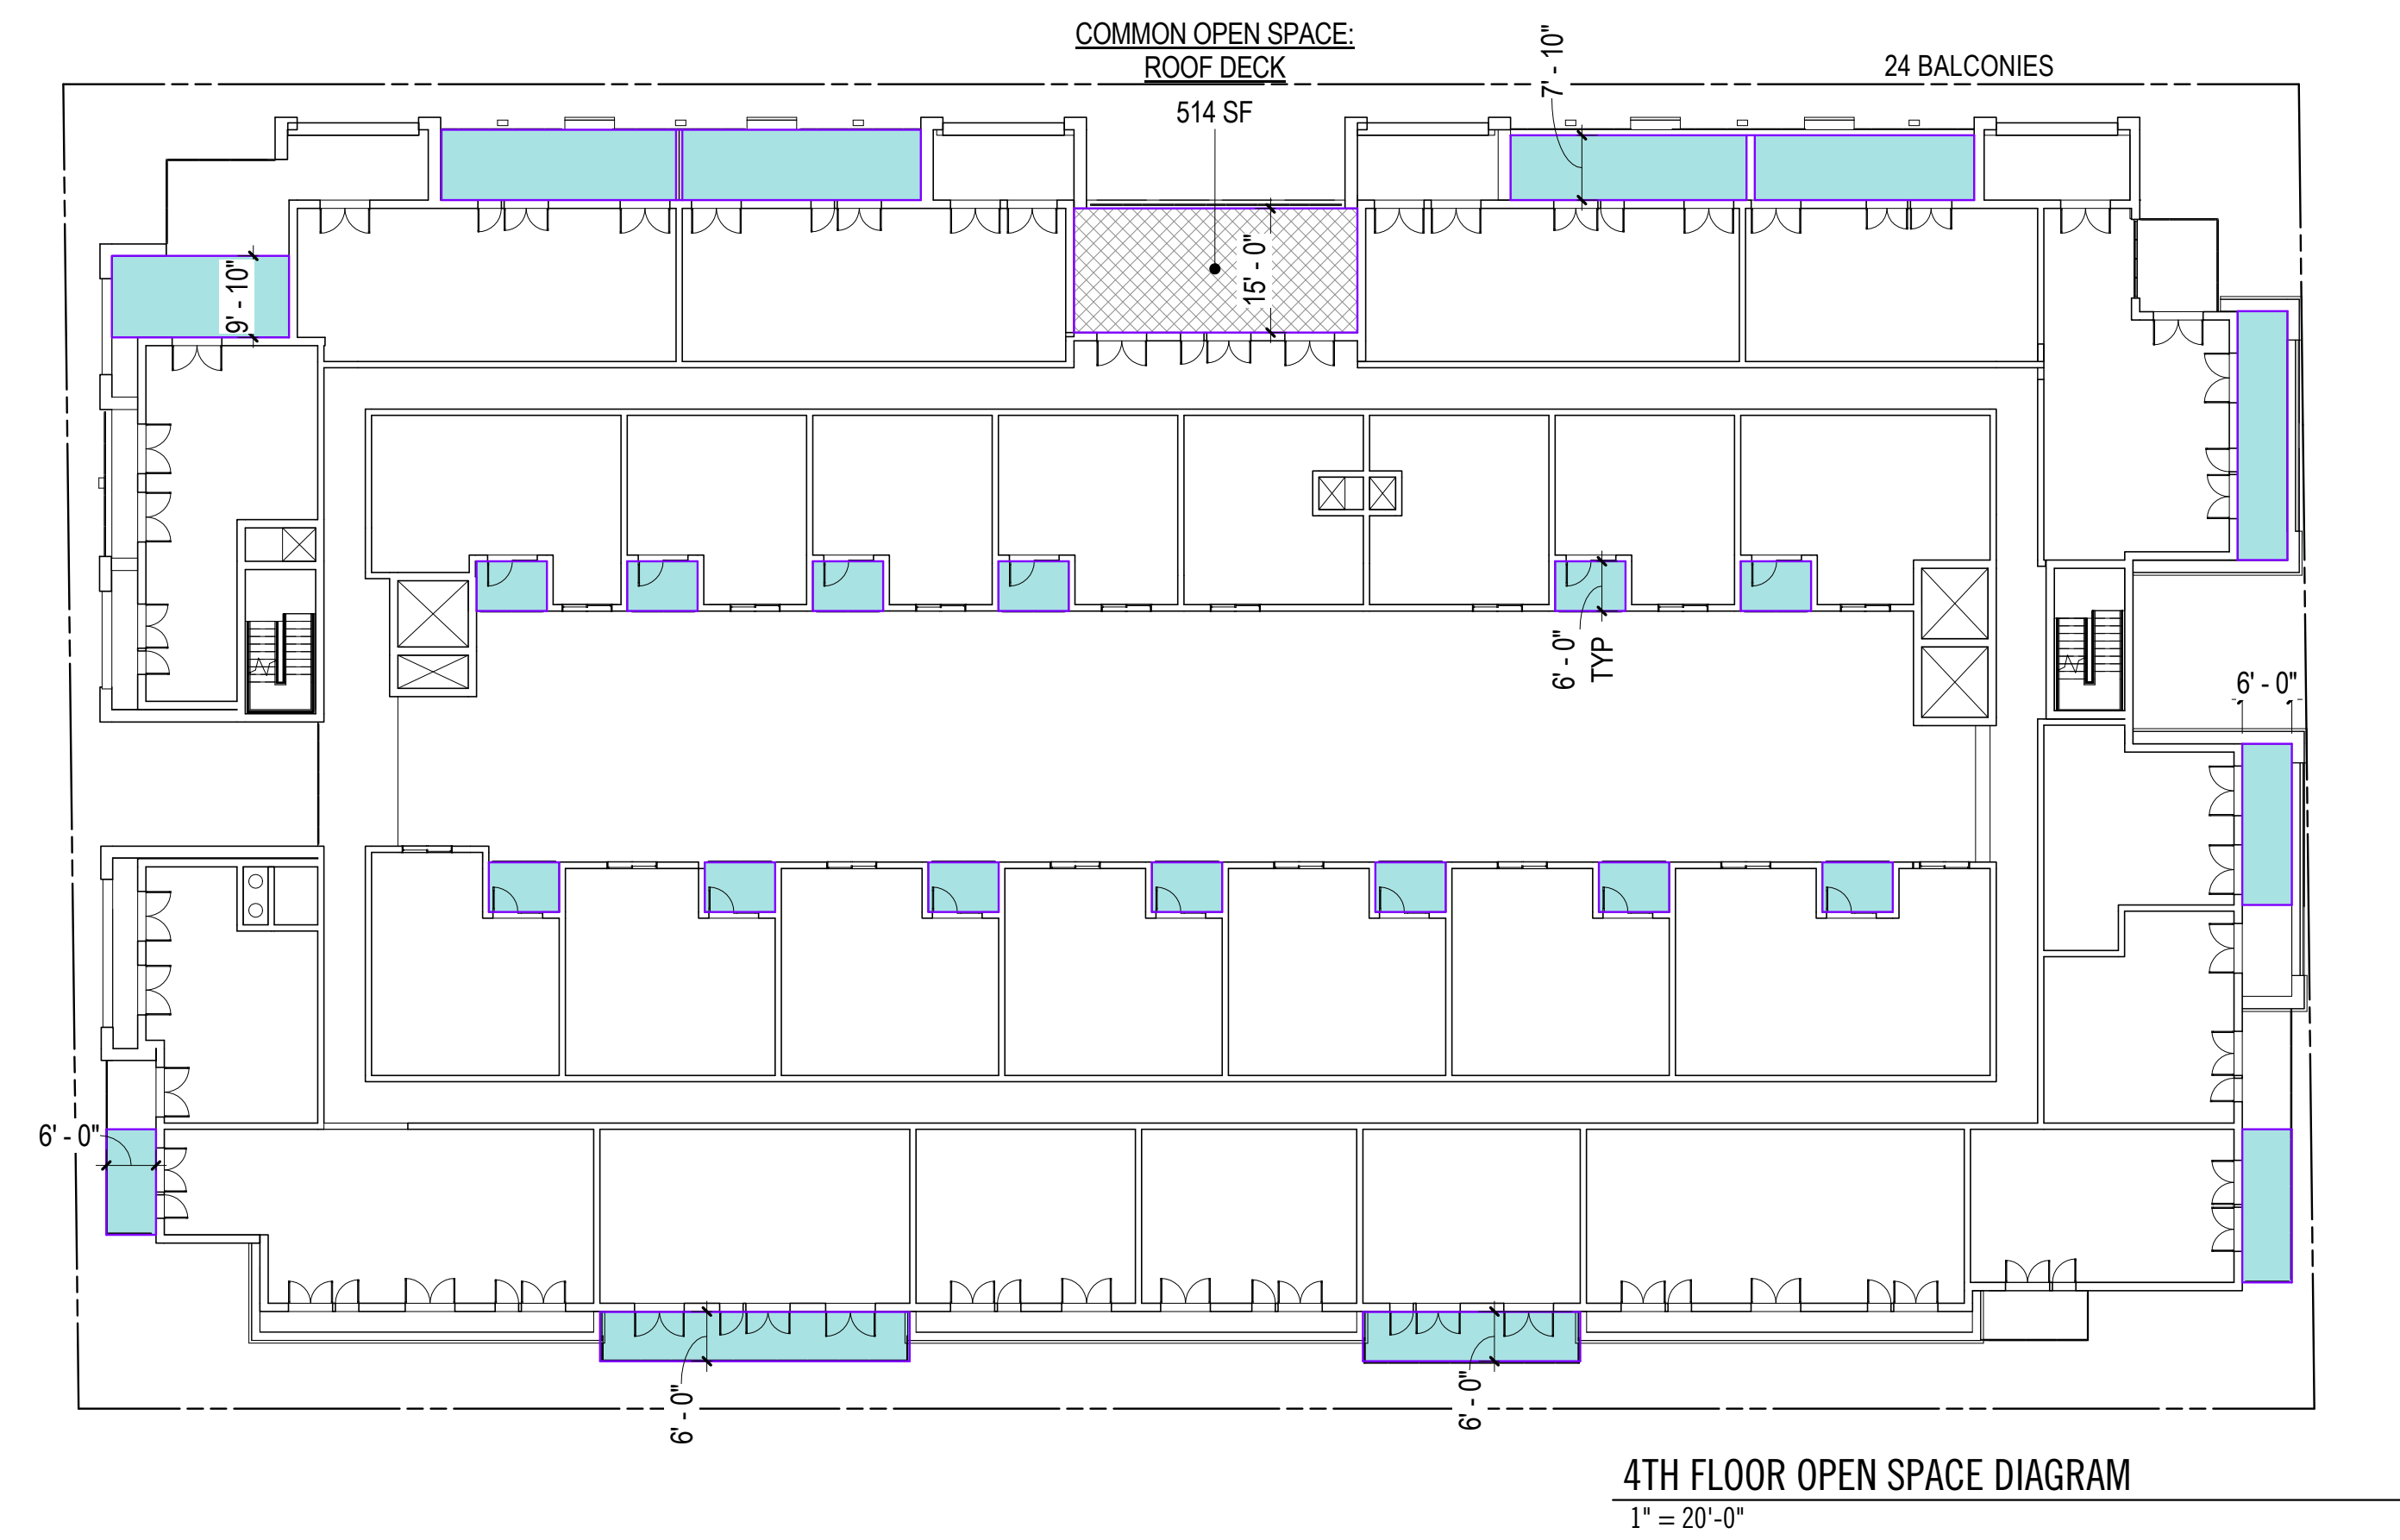 COMMON OPEN SPACE:
ROOF DECK
514 SF
7' - 10"
24 BALCONIES
9' - 10"
15' - 0"
6' - 0"
TYP
6' - 0"
6' - 0"
6' - 0"
6' - 0"
4TH FLOOR OPEN SPACE DIAGRAM
1" = 20'-0"